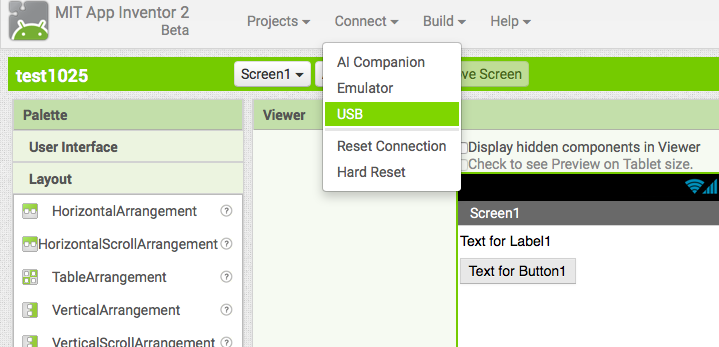 MIT App Inventor 2
Beta
Projects
Connect
Build
Help
test1025
Screen1
AI Companion
Emulator
USB
Reset Connection
Hard Reset
Screen
Palette
Viewer
User Interface
Layout
HorizontalArrangement ?
HorizontalScrollArrangement ?
TableArrangement ?
VerticalArrangement ?
VerticalScrollArrangement ?
Display hidden components in Viewer
Check to see Preview on Tablet size.
Screen1
Text for Label1
Text for Button1